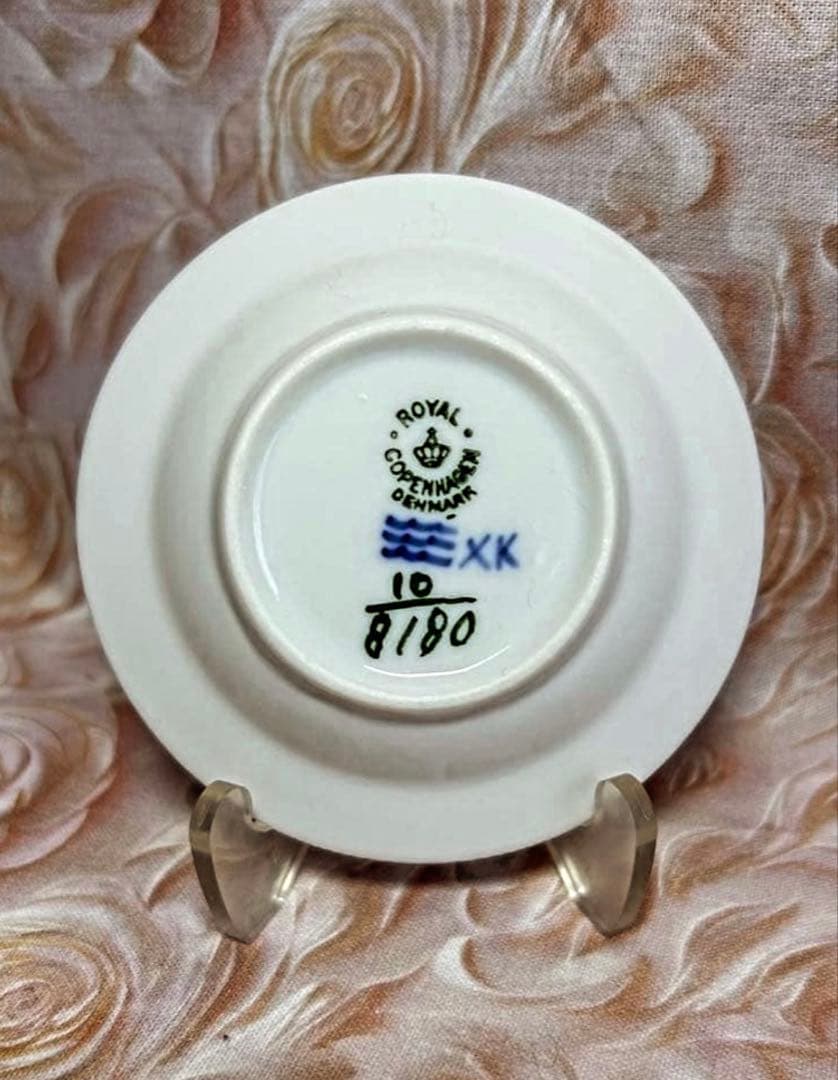 ROYAL
COPENHAGEN
DENMARK
XK
10
8180